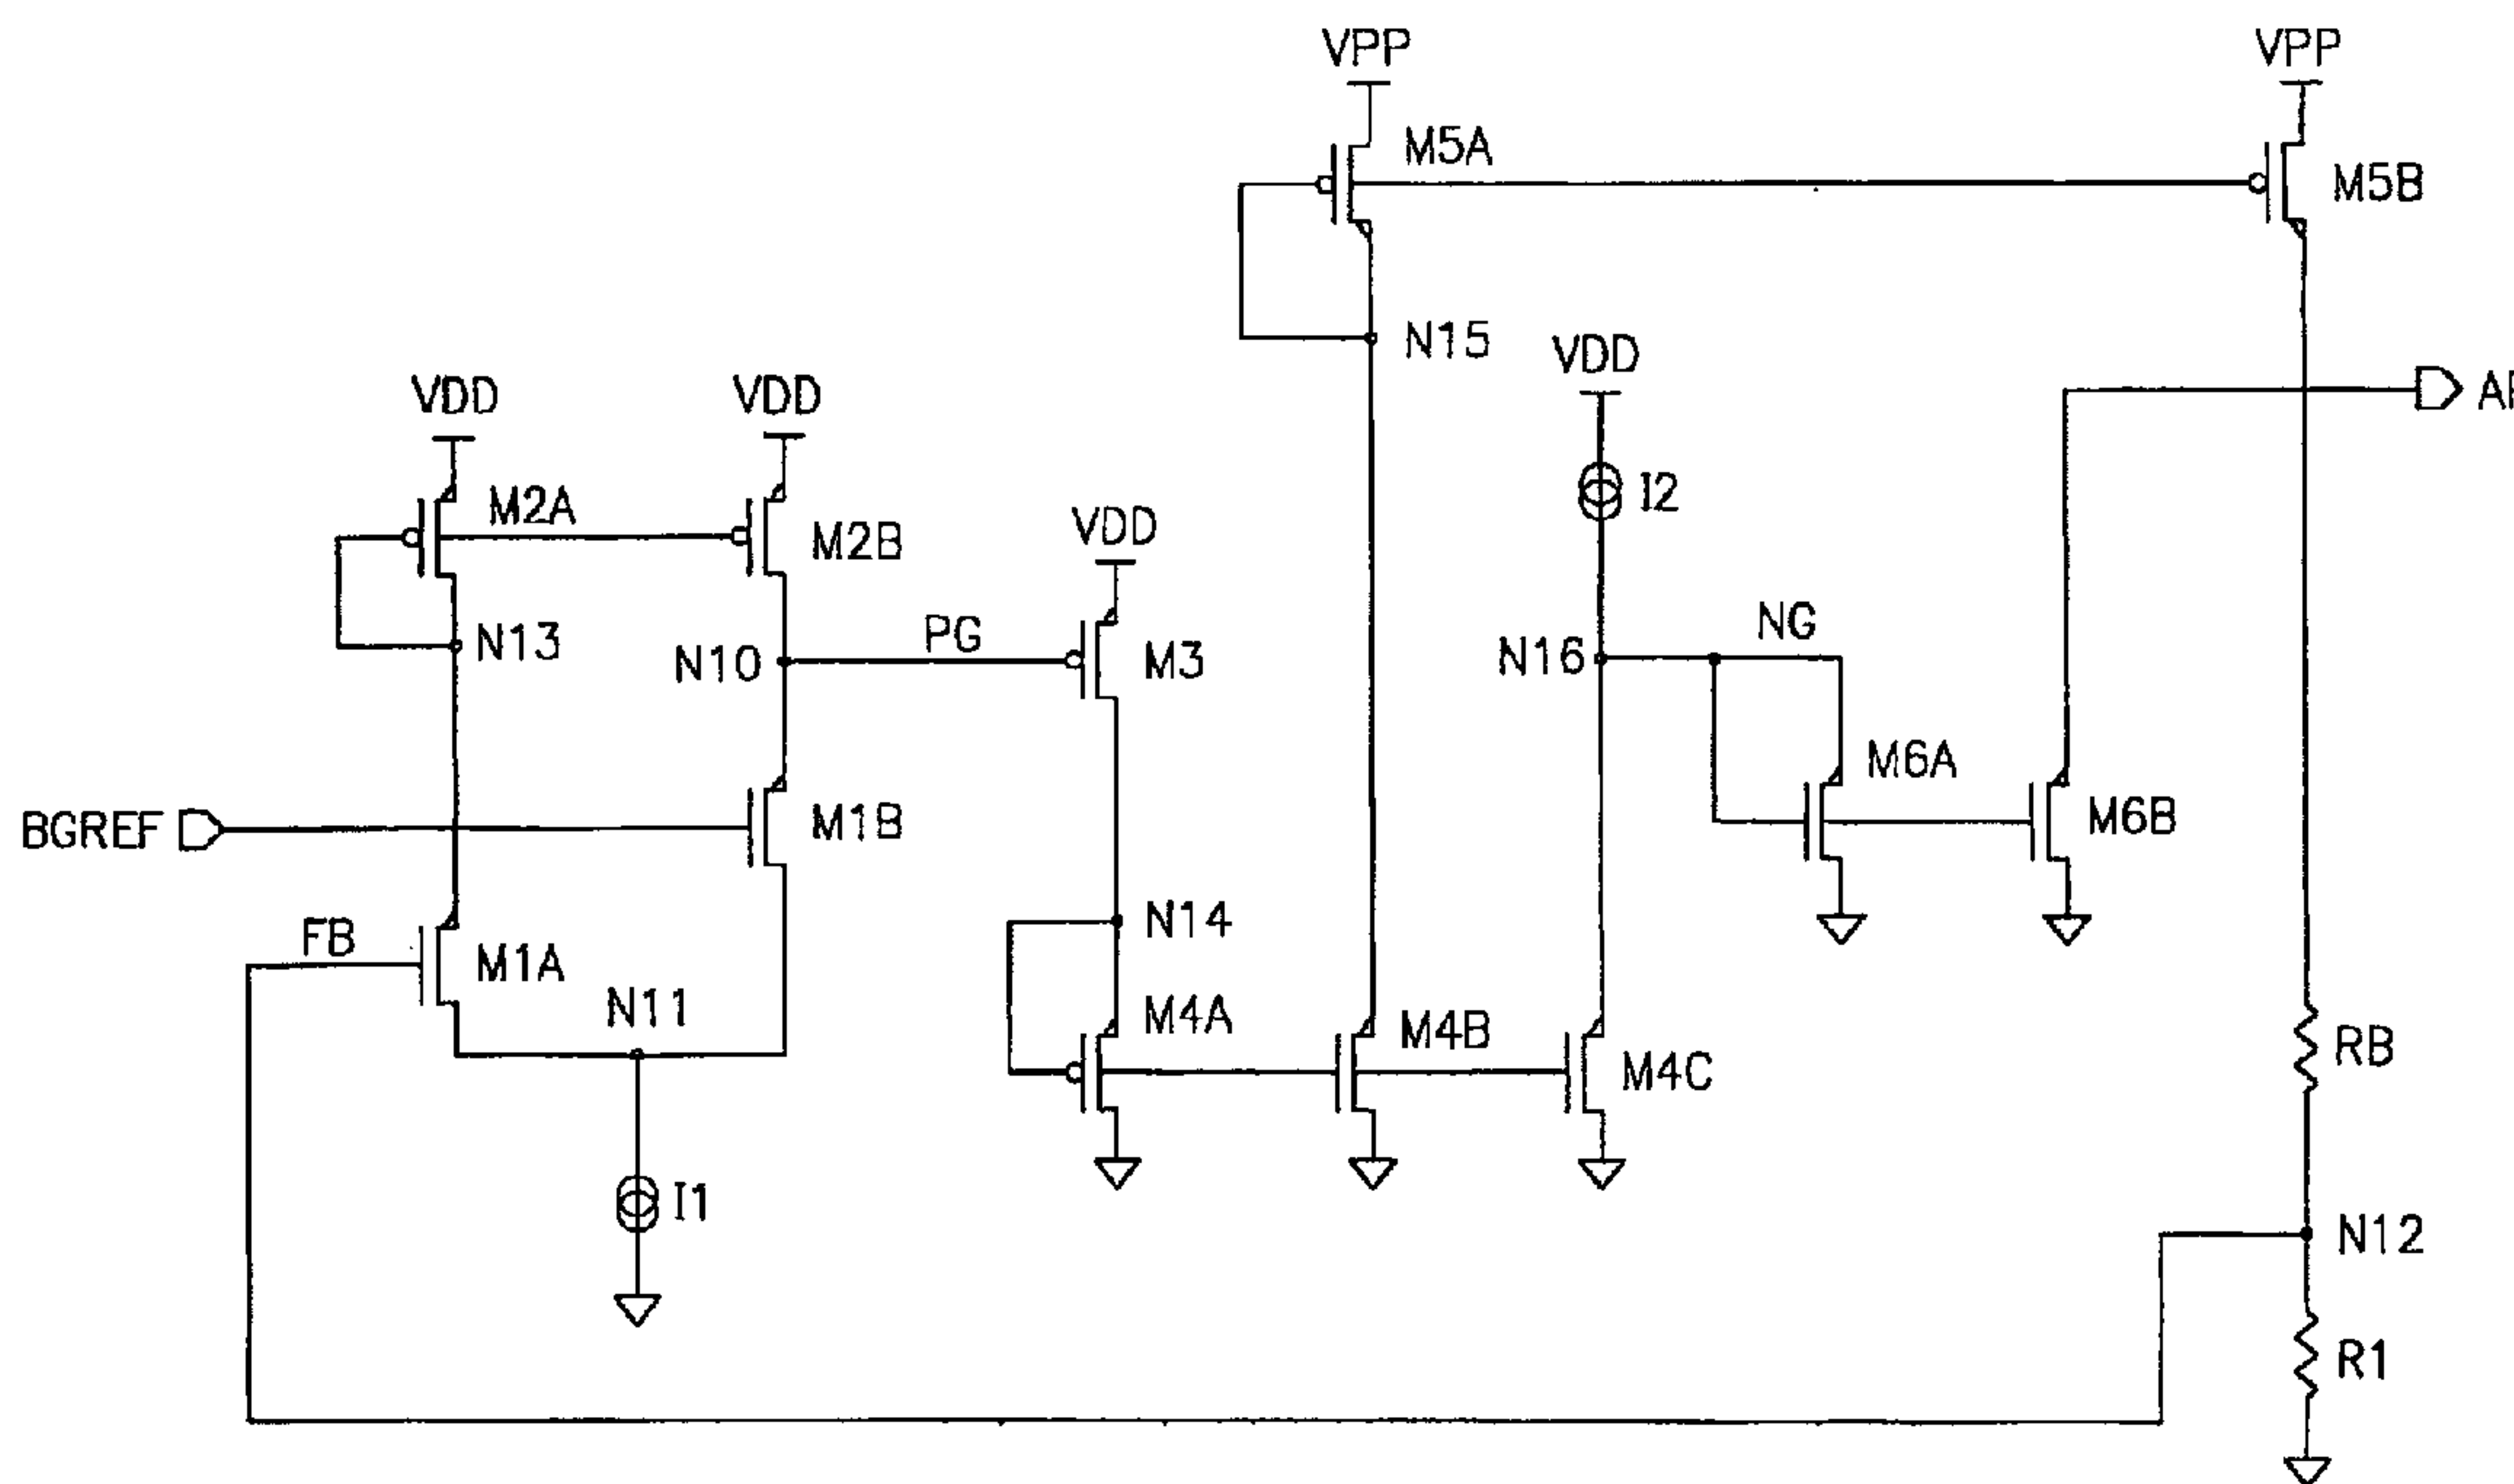 VPP
VPP
M5A
M5B
N15
VDD
VDD
VDD
I2
M2A
M2B
VDD
NG
PG
N13
N10
M3
N16
M6A
M6B
BGREF
M1B
FB
M1A
N14
N11
M4A
M4B
M4C
RB
I1
N12
R1